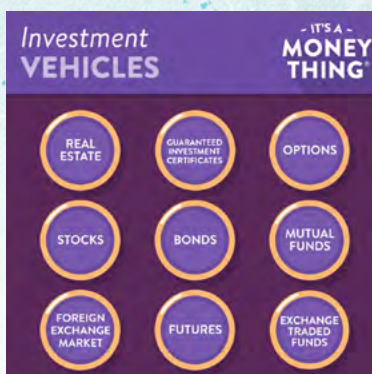 Investment
VEHICLES
- IT'S A -
MONEY
THING®
REAL
ESTATE
GUARANTEED
INVESTMENT
CERTIFICATES
OPTIONS
STOCKS
BONDS
MUTUAL
FUNDS
FOREIGN
EXCHANGE
MARKET
FUTURES
EXCHANGE
TRADED
FUNDS